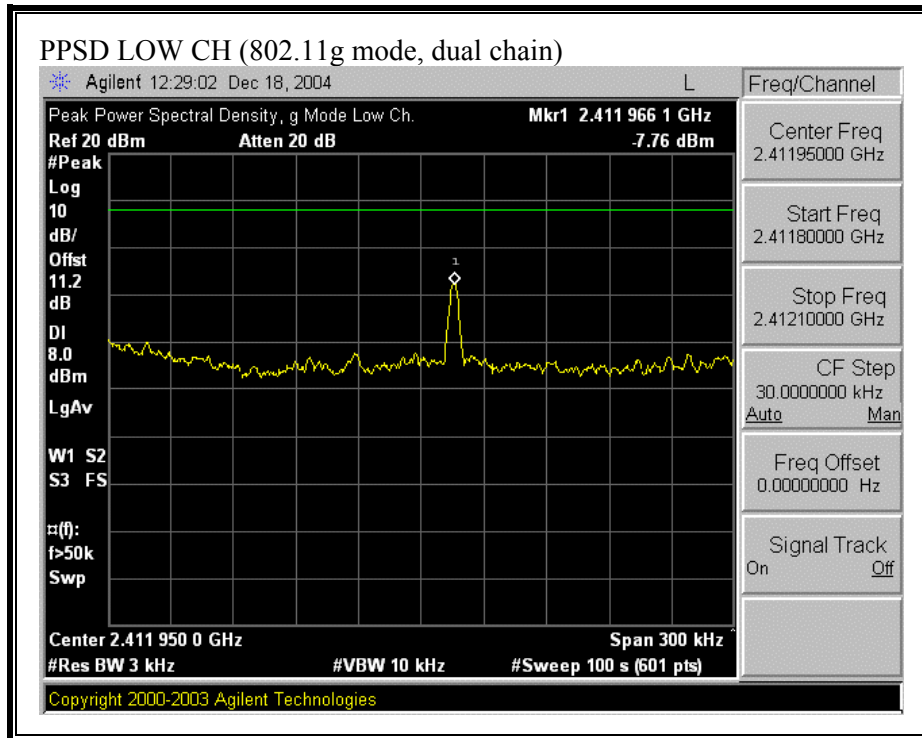 PPSD LOW CH (802.11g mode, dual chain)
Agilent 12:29:02 Dec 18, 2004 L
Peak Power Spectral Density, g Mode Low Ch. Mkr1 2.411 966 1 GHz
Ref 20 dBm Atten 20 dB -7.76 dBm
#Peak
Log
10
dB/
Offst
11.2
dB
DI
8.0
dBm
LgAv
W1 S2
S3 FS
¤(f):
f>50k
Swp
1
Center 2.411 950 0 GHz Span 300 kHz
#Res BW 3 kHz #VBW 10 kHz #Sweep 100 s (601 pts)
Copyright 2000-2003 Agilent Technologies
Freq/Channel
Center Freq
2.41195000 GHz
Start Freq
2.41180000 GHz
Stop Freq
2.41210000 GHz
CF Step
30.0000000 kHz
Auto Man
Freq Offset
0.00000000 Hz
Signal Track
On Off